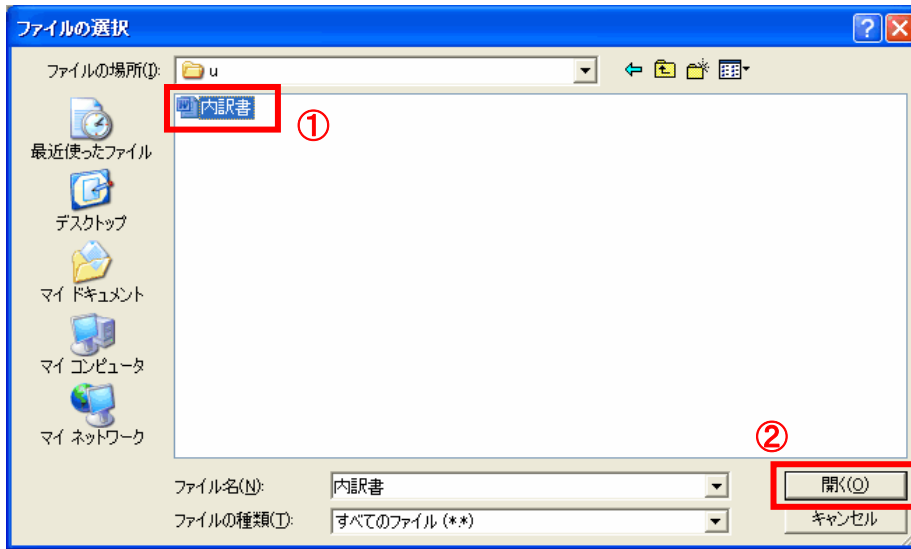 ファイルの選択
ファイルの場所(I): u
内訳書
①
最近使ったファイル
デスクトップ
マイ ドキュメント
マイ コンピュータ
マイ ネットワーク
②
ファイル名(N): 内訳書 開く(O)
ファイルの種類(T): すべてのファイル (*.*) キャンセル